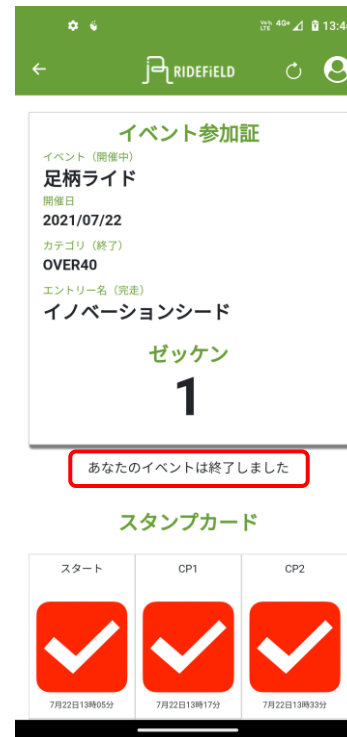 VoLTE 4G+ 13:4
RIDEFiELD
イベント参加証
イベント（開催中）
足柄ライド
開催日
2021/07/22
カテゴリ（終了）
OVER40
エントリー名（完走）
イノベーションシード
ゼッケン
1
あなたのイベントは終了しました
スタンプカード
スタート CP1 CP2
7月22日13時05分 7月22日13時17分 7月22日13時33分